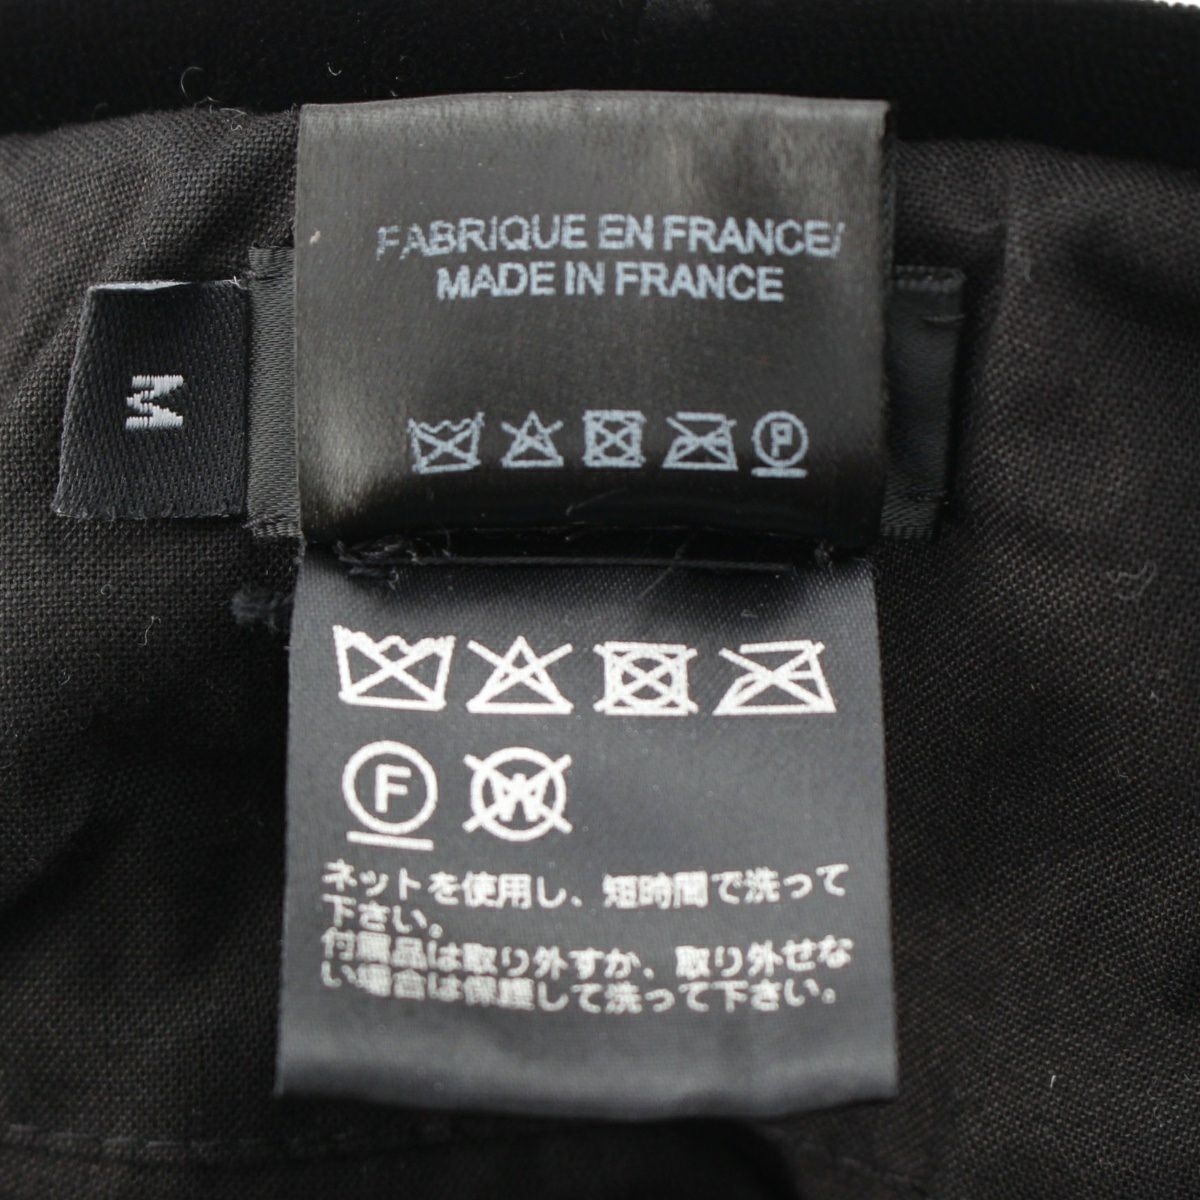 FABRIQUE EN FRANCE/
MADE IN FRANCE
M
P
F
W
ネットを使用し、短時間で洗って
下さい。
付属品は取り外すか、取り外せな
い場合は保護して洗って下さい。